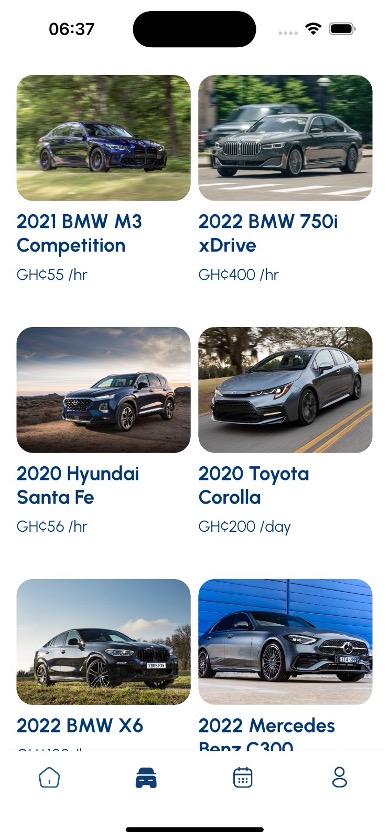 06:37
2021 BMW M3
Competition
GH¢55 /hr
2022 BMW 750i
xDrive
GH¢400 /hr
2020 Hyundai
Santa Fe
GH¢56 /hr
2020 Toyota
Corolla
GH¢200 /day
2022 BMW X6
2022 Mercedes
Benz C300